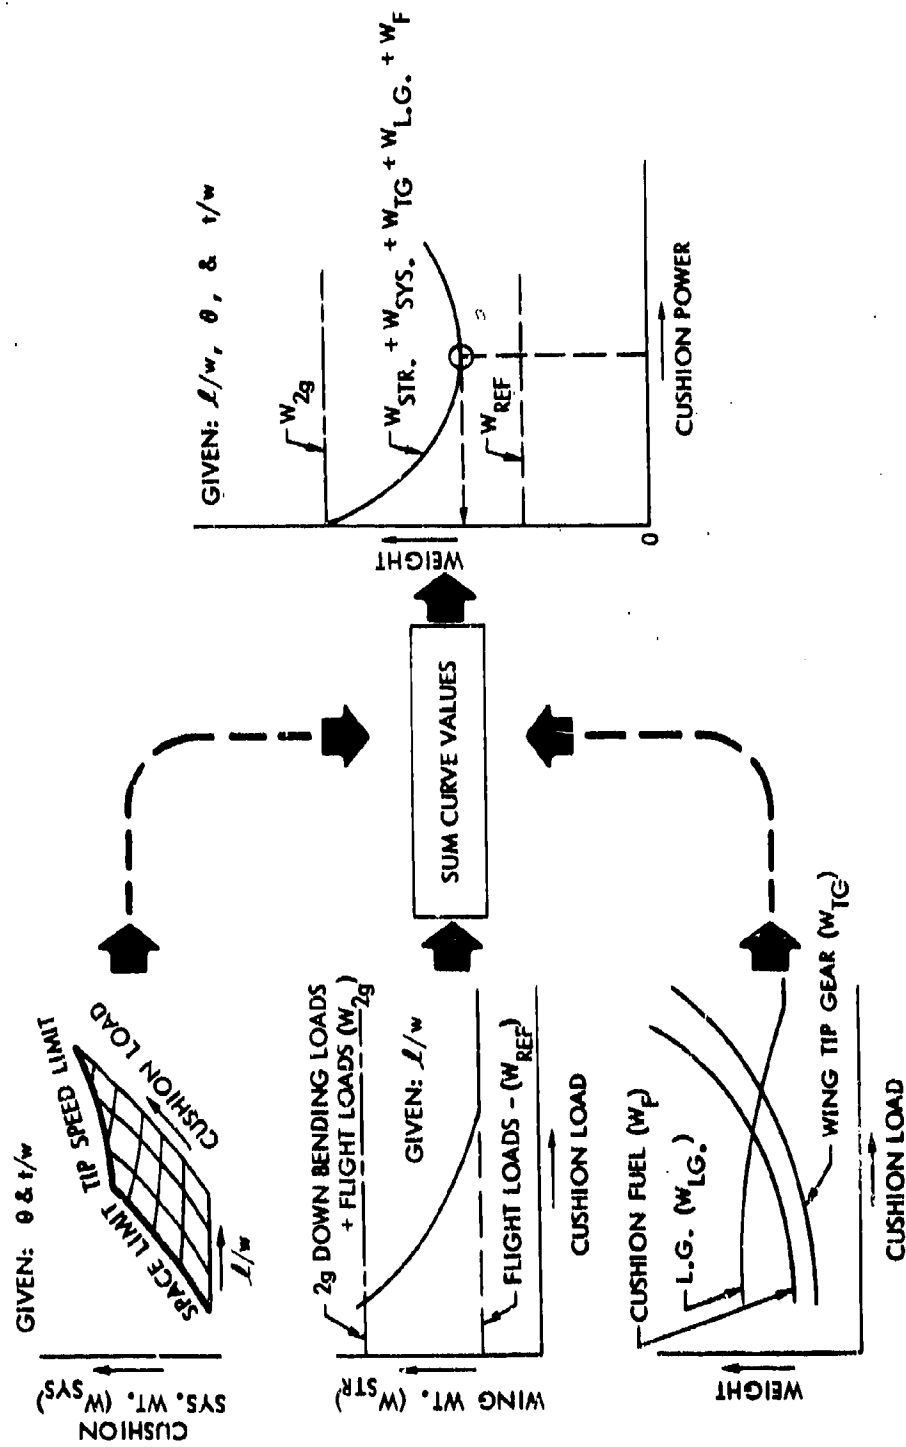 GIVEN: θ & t/w
CUSHION
SYS. WT. (W_SYS)
SPACE LIMIT
TIP SPEED LIMIT
CUSHION LOAD
ℓ/w
2g DOWN BENDING LOADS
+ FLIGHT LOADS (W_2g)
GIVEN: ℓ/w
FLIGHT LOADS - (W_REF)
WING WT. (W_STR)
CUSHION LOAD
CUSHION FUEL (W_F)
L.G. (W_LG.)
WING TIP GEAR (W_TG)
WEIGHT
CUSHION LOAD
SUM CURVE VALUES
GIVEN: ℓ/w, θ, & t/w
W_2g
W_STR. + W_SYS. + W_TG + W_L.G. + W_F
W_REF
WEIGHT
0
CUSHION POWER